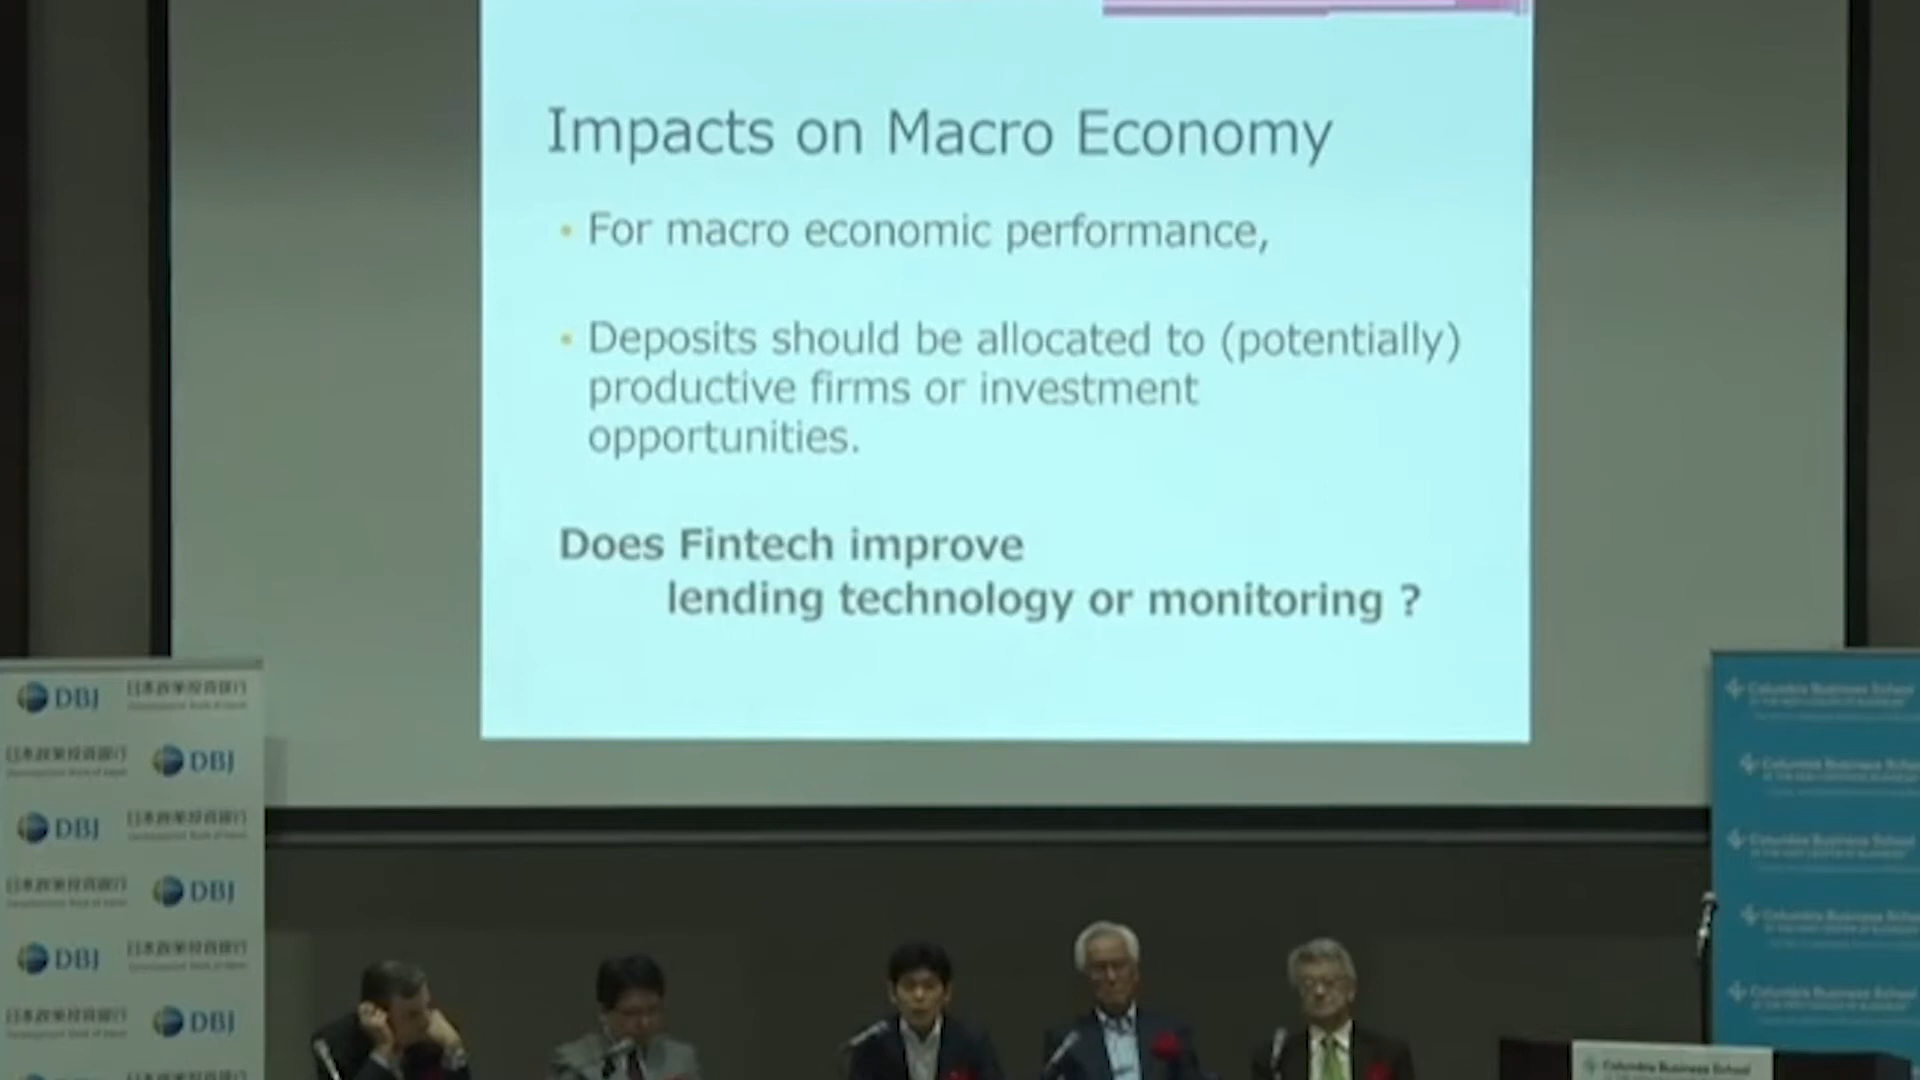 Impacts on Macro Economy
For macro economic performance,
Deposits should be allocated to (potentially)
productive firms or investment
opportunities.
Does Fintech improve
lending technology or monitoring ?
DBJ 日本政策投資銀行
日本政策投資銀行 DBJ
DBJ 日本政策投資銀行
日本政策投資銀行 DBJ
DBJ 日本政策投資銀行
日本政策投資銀行 DBJ
Columbia Business School
Columbia Business School
Columbia Business School
Columbia Business School
Columbia Business School
Columbia Business School